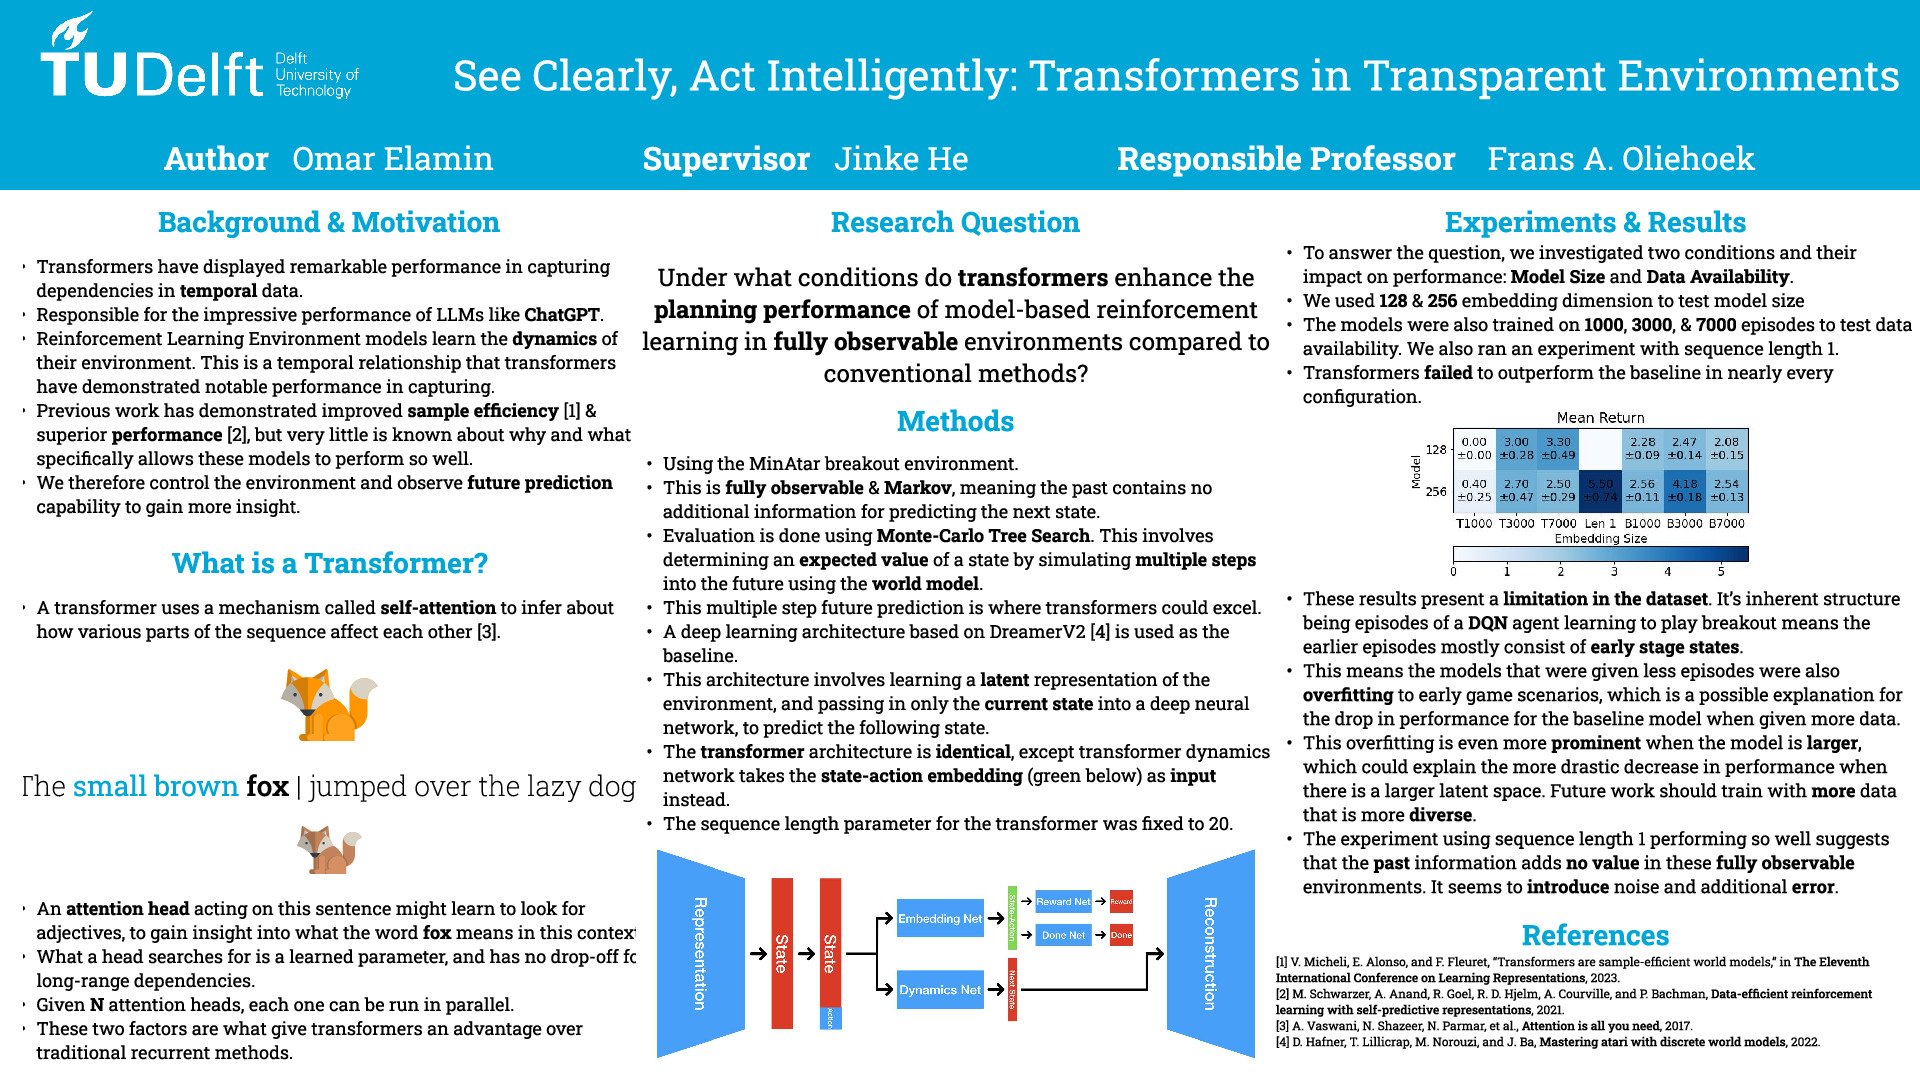 TUDelft
Delft
University of
Technology
See Clearly, Act Intelligently: Transformers in Transparent Environments
Author Omar Elamin
Supervisor Jinke He
Responsible Professor Frans A. Oliehoek
Background & Motivation
· Transformers have displayed remarkable performance in capturing
dependencies in temporal data.
· Responsible for the impressive performance of LLMs like ChatGPT.
· Reinforcement Learning Environment models learn the dynamics of
their environment. This is a temporal relationship that transformers
have demonstrated notable performance in capturing.
· Previous work has demonstrated improved sample efficiency [1] &
superior performance [2], but very little is known about why and what
specifically allows these models to perform so well.
· We therefore control the environment and observe future prediction
capability to gain more insight.
What is a Transformer?
· A transformer uses a mechanism called self-attention to infer about
how various parts of the sequence affect each other [3].
The small brown fox | jumped over the lazy dog
· An attention head acting on this sentence might learn to look for
adjectives, to gain insight into what the word fox means in this context
· What a head searches for is a learned parameter, and has no drop-off fo
long-range dependencies.
· Given N attention heads, each one can be run in parallel.
· These two factors are what give transformers an advantage over
traditional recurrent methods.
Research Question
Under what conditions do transformers enhance the
planning performance of model-based reinforcement
learning in fully observable environments compared to
conventional methods?
Methods
• Using the MinAtar breakout environment.
• This is fully observable & Markov, meaning the past contains no
additional information for predicting the next state.
• Evaluation is done using Monte-Carlo Tree Search. This involves
determining an expected value of a state by simulating multiple steps
into the future using the world model.
• This multiple step future prediction is where transformers could excel.
• A deep learning architecture based on DreamerV2 [4] is used as the
baseline.
• This architecture involves learning a latent representation of the
environment, and passing in only the current state into a deep neural
network, to predict the following state.
• The transformer architecture is identical, except transformer dynamics
network takes the state-action embedding (green below) as input
instead.
• The sequence length parameter for the transformer was fixed to 20.
Representation
State
State
Action
Embedding Net
Dynamics Net
State-Action
Next State
Reward Net
Reward
Done Net
Done
Reconstruction
Experiments & Results
• To answer the question, we investigated two conditions and their
impact on performance: Model Size and Data Availability.
• We used 128 & 256 embedding dimension to test model size
• The models were also trained on 1000, 3000, & 7000 episodes to test data
availability. We also ran an experiment with sequence length 1.
• Transformers failed to outperform the baseline in nearly every
configuration.
Mean Return
Model
128
0.00 3.00 3.30 2.28 2.47 2.08
±0.00 ±0.28 ±0.49 ±0.09 ±0.14 ±0.15
256
0.40 2.70 2.50 5.50 2.56 4.18 2.54
±0.25 ±0.47 ±0.29 ±0.74 ±0.11 ±0.18 ±0.13
T1000 T3000 T7000 Len 1 B1000 B3000 B7000
Embedding Size
0 1 2 3 4 5
• These results present a limitation in the dataset. It's inherent structure
being episodes of a DQN agent learning to play breakout means the
earlier episodes mostly consist of early stage states.
• This means the models that were given less episodes were also
overfitting to early game scenarios, which is a possible explanation for
the drop in performance for the baseline model when given more data.
• This overfitting is even more prominent when the model is larger,
which could explain the more drastic decrease in performance when
there is a larger latent space. Future work should train with more data
that is more diverse.
• The experiment using sequence length 1 performing so well suggests
that the past information adds no value in these fully observable
environments. It seems to introduce noise and additional error.
References
[1] V. Micheli, E. Alonso, and F. Fleuret, "Transformers are sample-efficient world models," in The Eleventh
International Conference on Learning Representations, 2023.
[2] M. Schwarzer, A. Anand, R. Goel, R. D. Hjelm, A. Courville, and P. Bachman, Data-efficient reinforcement
learning with self-predictive representations, 2021.
[3] A. Vaswani, N. Shazeer, N. Parmar, et al., Attention is all you need, 2017.
[4] D. Hafner, T. Lillicrap, M. Norouzi, and J. Ba, Mastering atari with discrete world models, 2022.